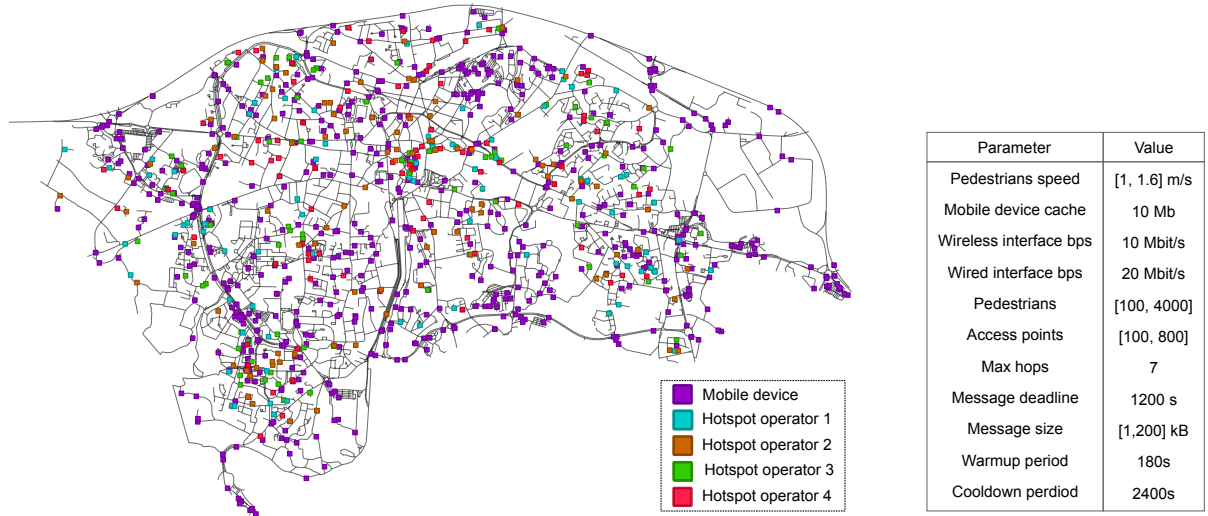 Mobile device
Hotspot operator 1
Hotspot operator 2
Hotspot operator 3
Hotspot operator 4
Parameter Value
Pedestrians speed [1, 1.6] m/s
Mobile device cache 10 Mb
Wireless interface bps 10 Mbit/s
Wired interface bps 20 Mbit/s
Pedestrians [100, 4000]
Access points [100, 800]
Max hops 7
Message deadline 1200 s
Message size [1,200] kB
Warmup period 180s
Cooldown perdiod 2400s